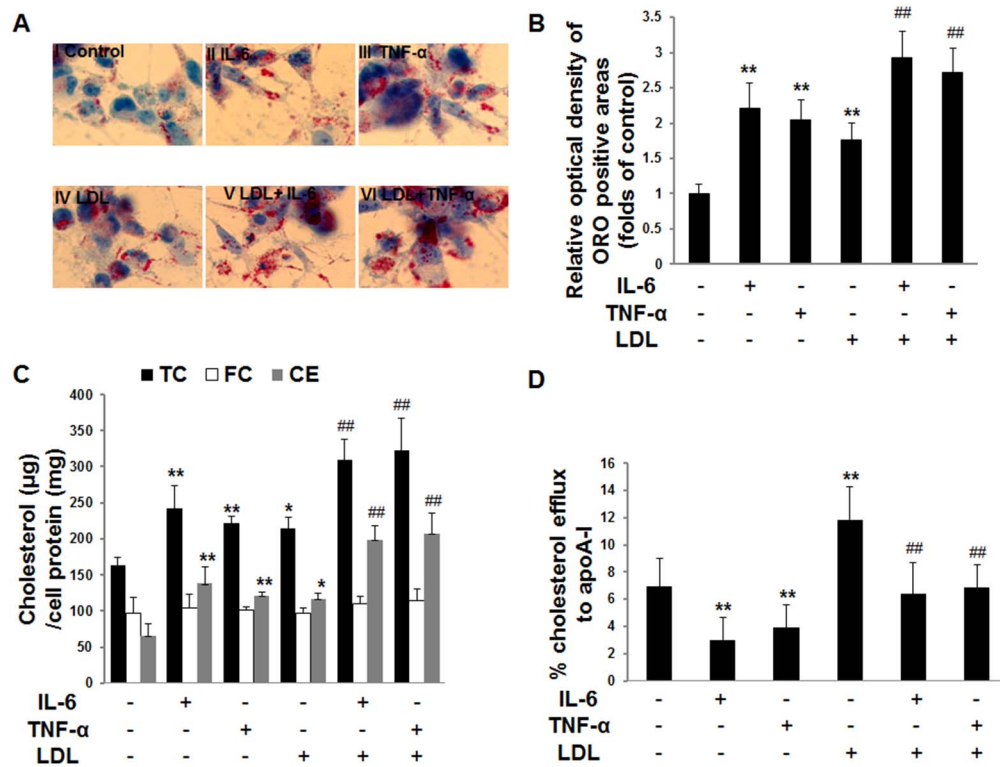 A
I Control
II IL-6
III TNF-α
IV LDL
V LDL+ IL-6
VI LDL+TNF-α
B
Relative optical density of
ORO positive areas
(folds of control)
3.5
3
2.5
2
1.5
1
0.5
0
** ** ** ## ##
IL-6 - + - - + -
TNF-α - - + - - +
LDL - - - + + +
C
TC FC CE
Cholesterol (μg)
/cell protein (mg)
400
350
300
250
200
150
100
50
0
** ** ** ** * * ## ## ## ##
IL-6 - + - - + -
TNF-α - - + - - +
LDL - - - + + +
D
% cholesterol efflux
to apoA-I
16
14
12
10
8
6
4
2
0
** ** ** ## ##
IL-6 - + - - + -
TNF-α - - + - - +
LDL - - - + + +